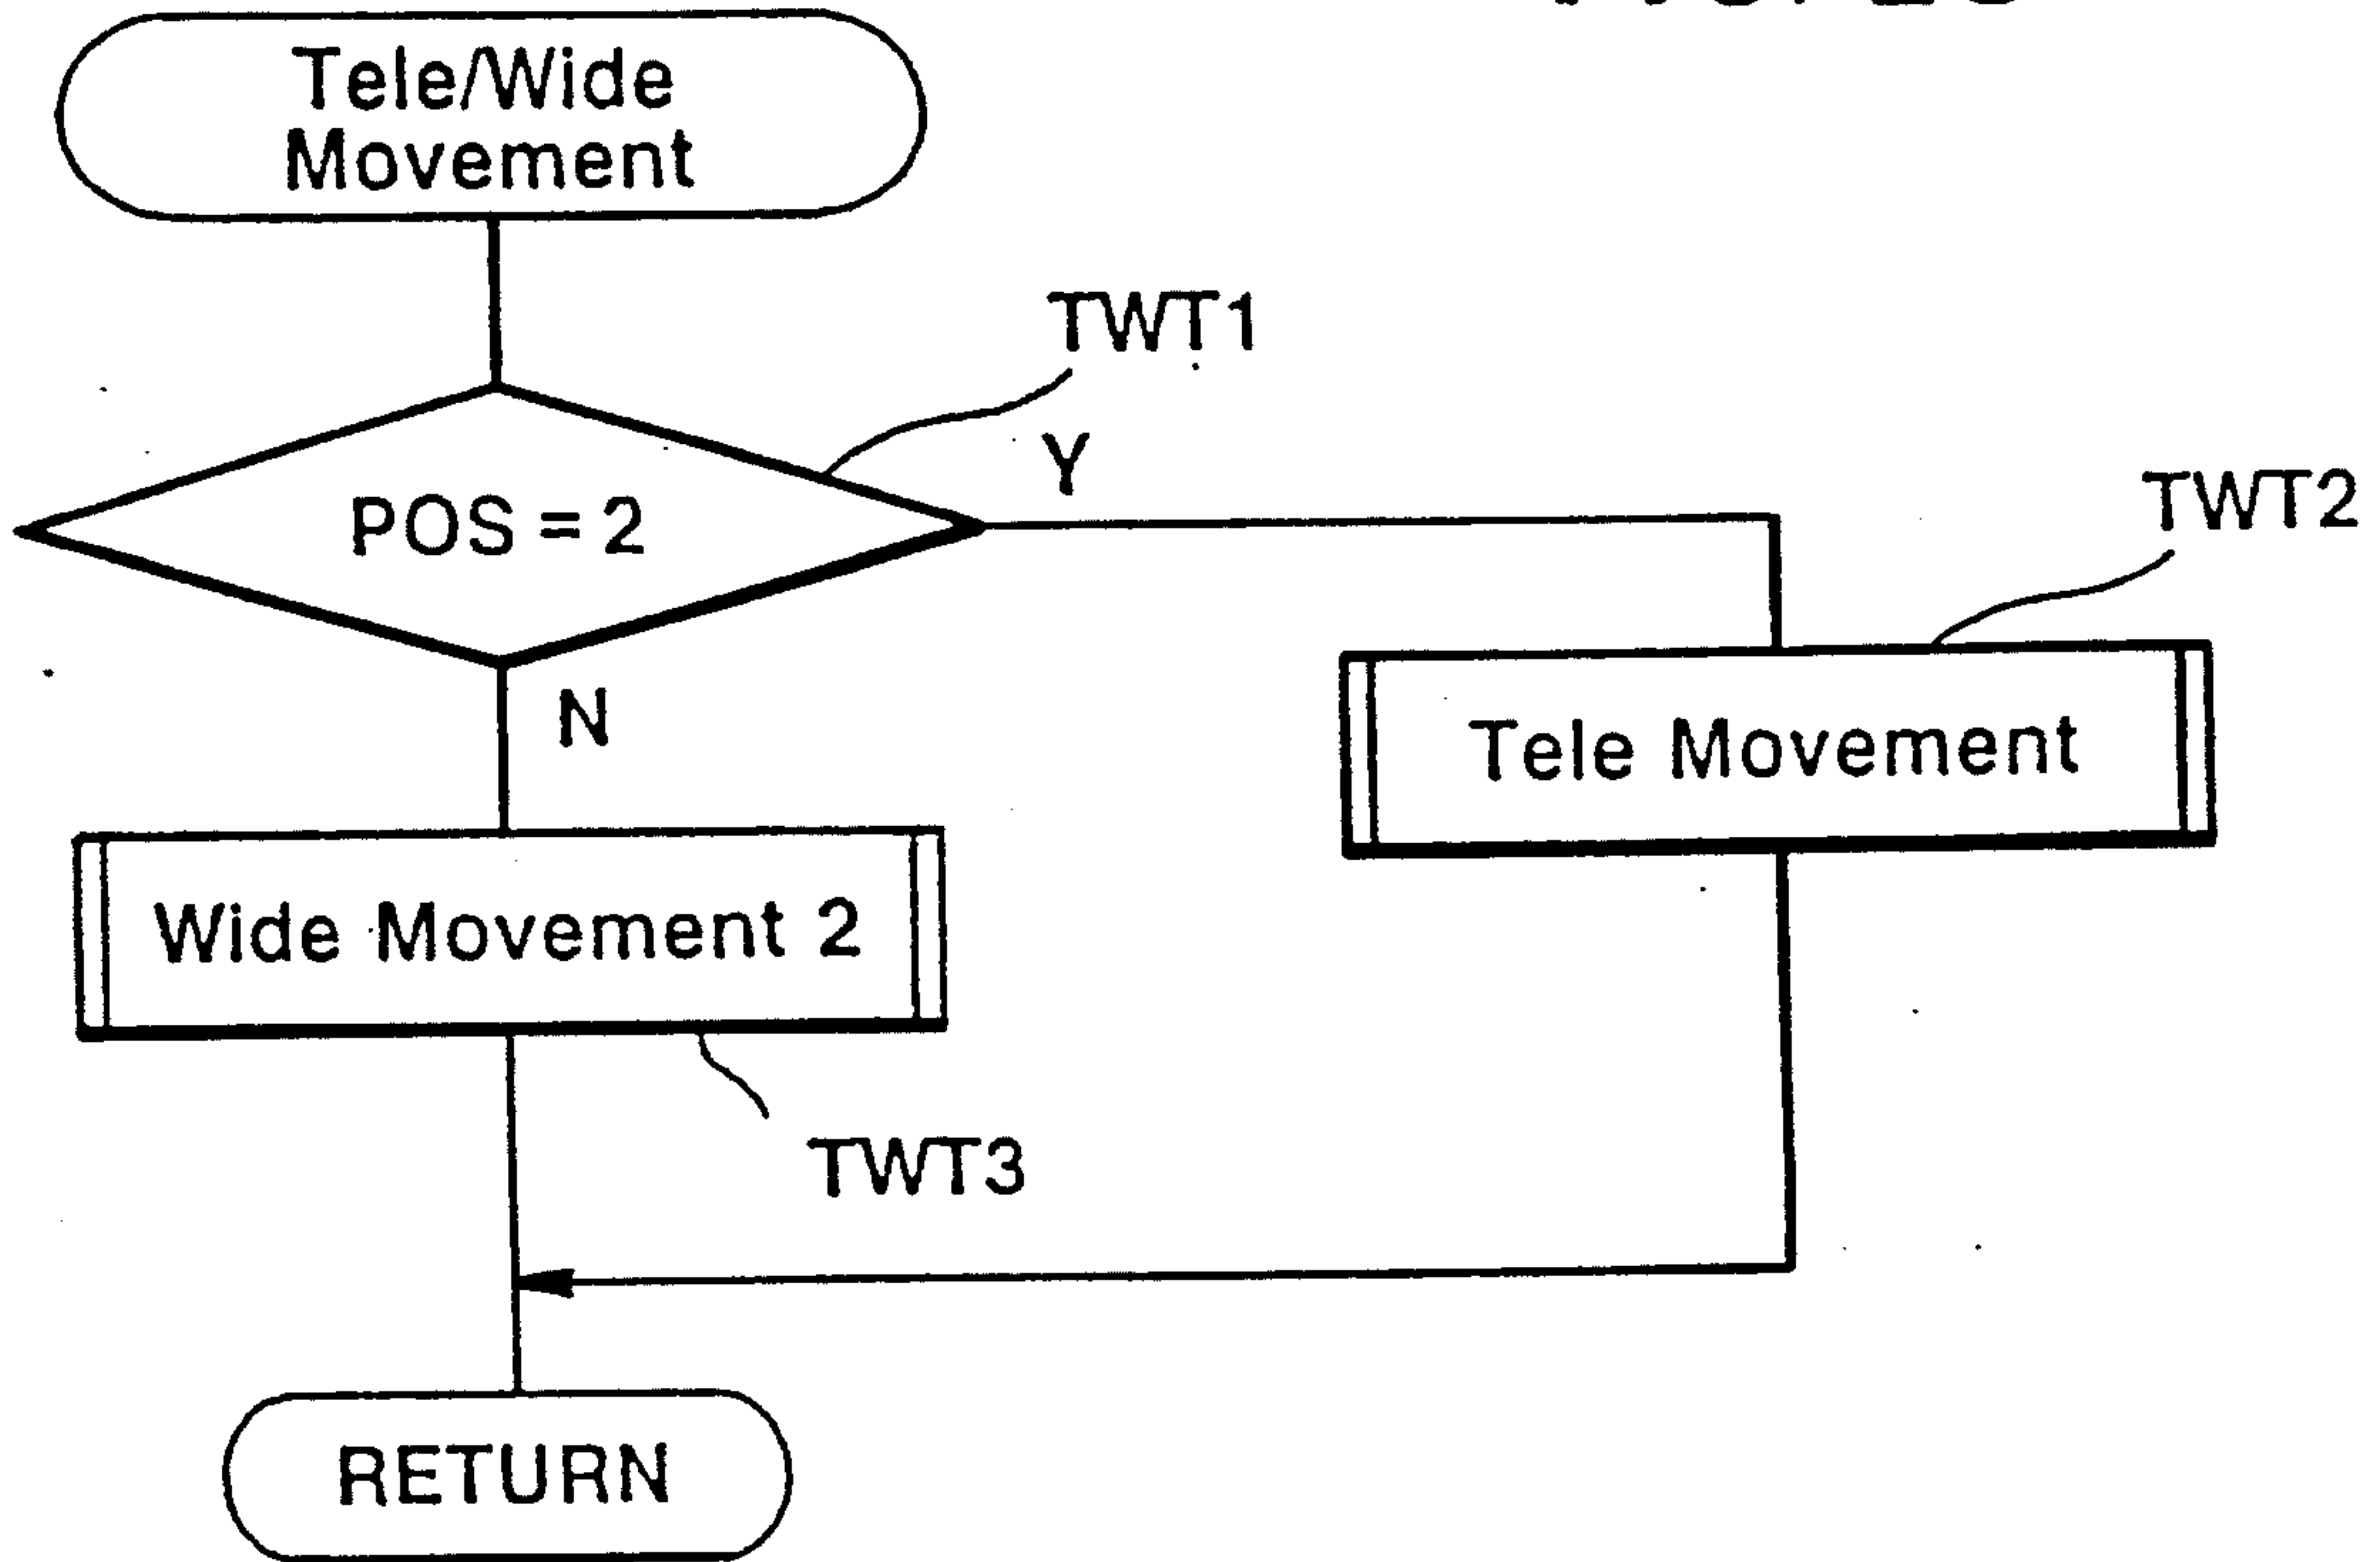 Tele/Wide
Movement
TWT1
POS = 2
Y
TWT2
N
Tele Movement
Wide Movement 2
TWT3
RETURN